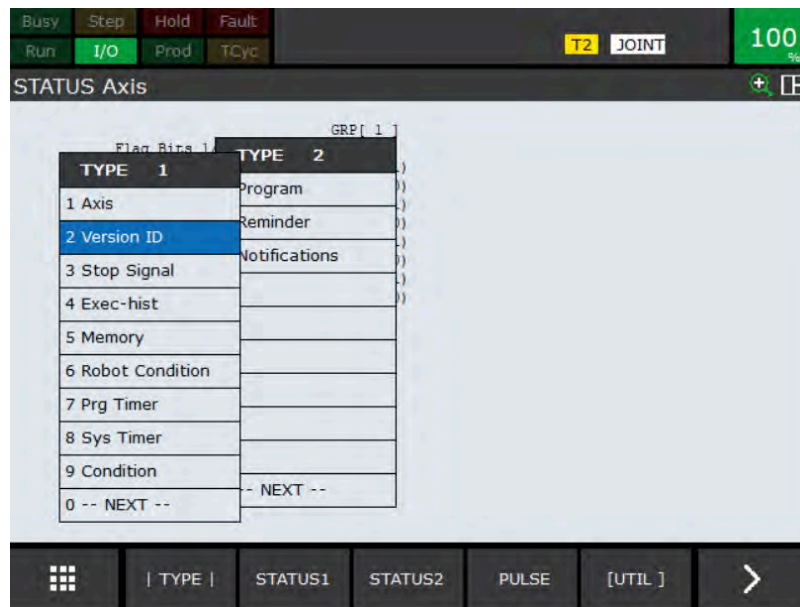 Busy Step Hold Fault
Run I/O Prod TCyc
T2 JOINT
100
%
STATUS Axis
GRP[ 1 ]
Flag Bits 1
TYPE 1
1 Axis
2 Version ID
3 Stop Signal
4 Exec-hist
5 Memory
6 Robot Condition
7 Prg Timer
8 Sys Timer
9 Condition
0 -- NEXT --
TYPE 2
Program
Reminder
Notifications
-- NEXT --
| TYPE | STATUS1 STATUS2 PULSE [UTIL ] >